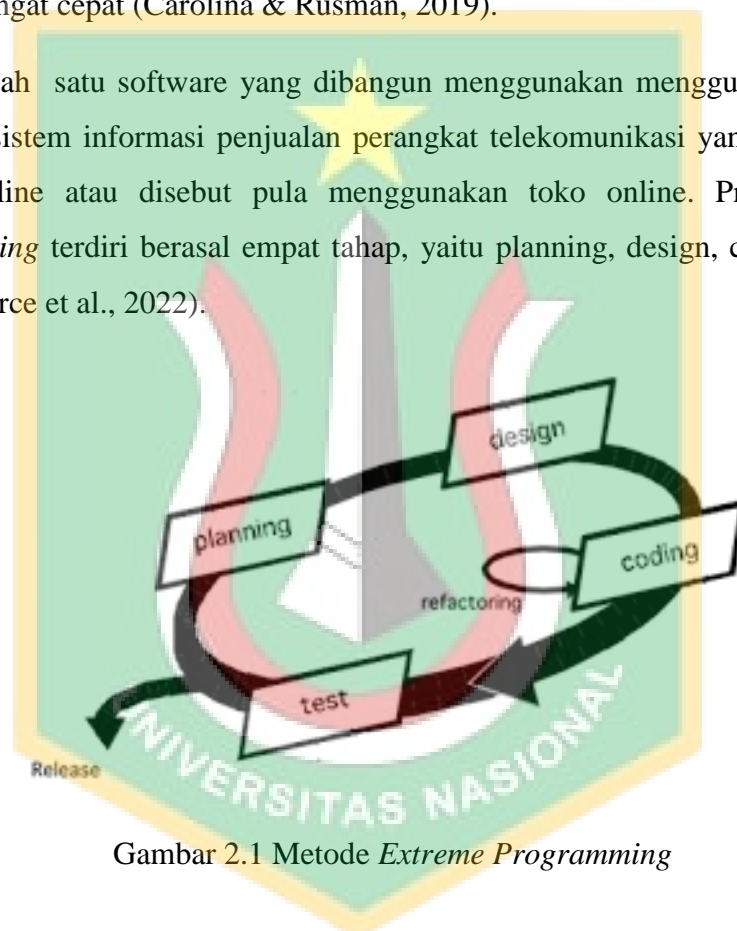 ngat cepat (Carolina & Rusman, 2019).
ah satu software yang dibangun menggunakan menggu
sistem informasi penjualan perangkat telekomunikasi yan
line atau disebut pula menggunakan toko online. Pr
ing terdiri berasal empat tahap, yaitu planning, design, c
rce et al., 2022).
design
planning
coding
refactoring
test
Release
UNIVERSITAS NASIONAL
Gambar 2.1 Metode Extreme Programming